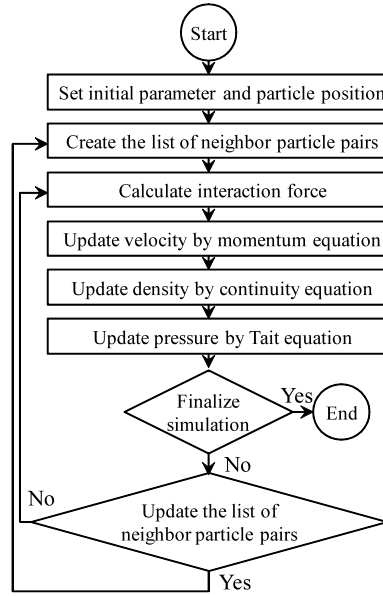 Start
Set initial parameter and particle position
Create the list of neighbor particle pairs
Calculate interaction force
Update velocity by momentum equation
Update density by continuity equation
Update pressure by Tait equation
Finalize
simulation
Yes
End
No
No
Update the list of
neighbor particle pairs
Yes